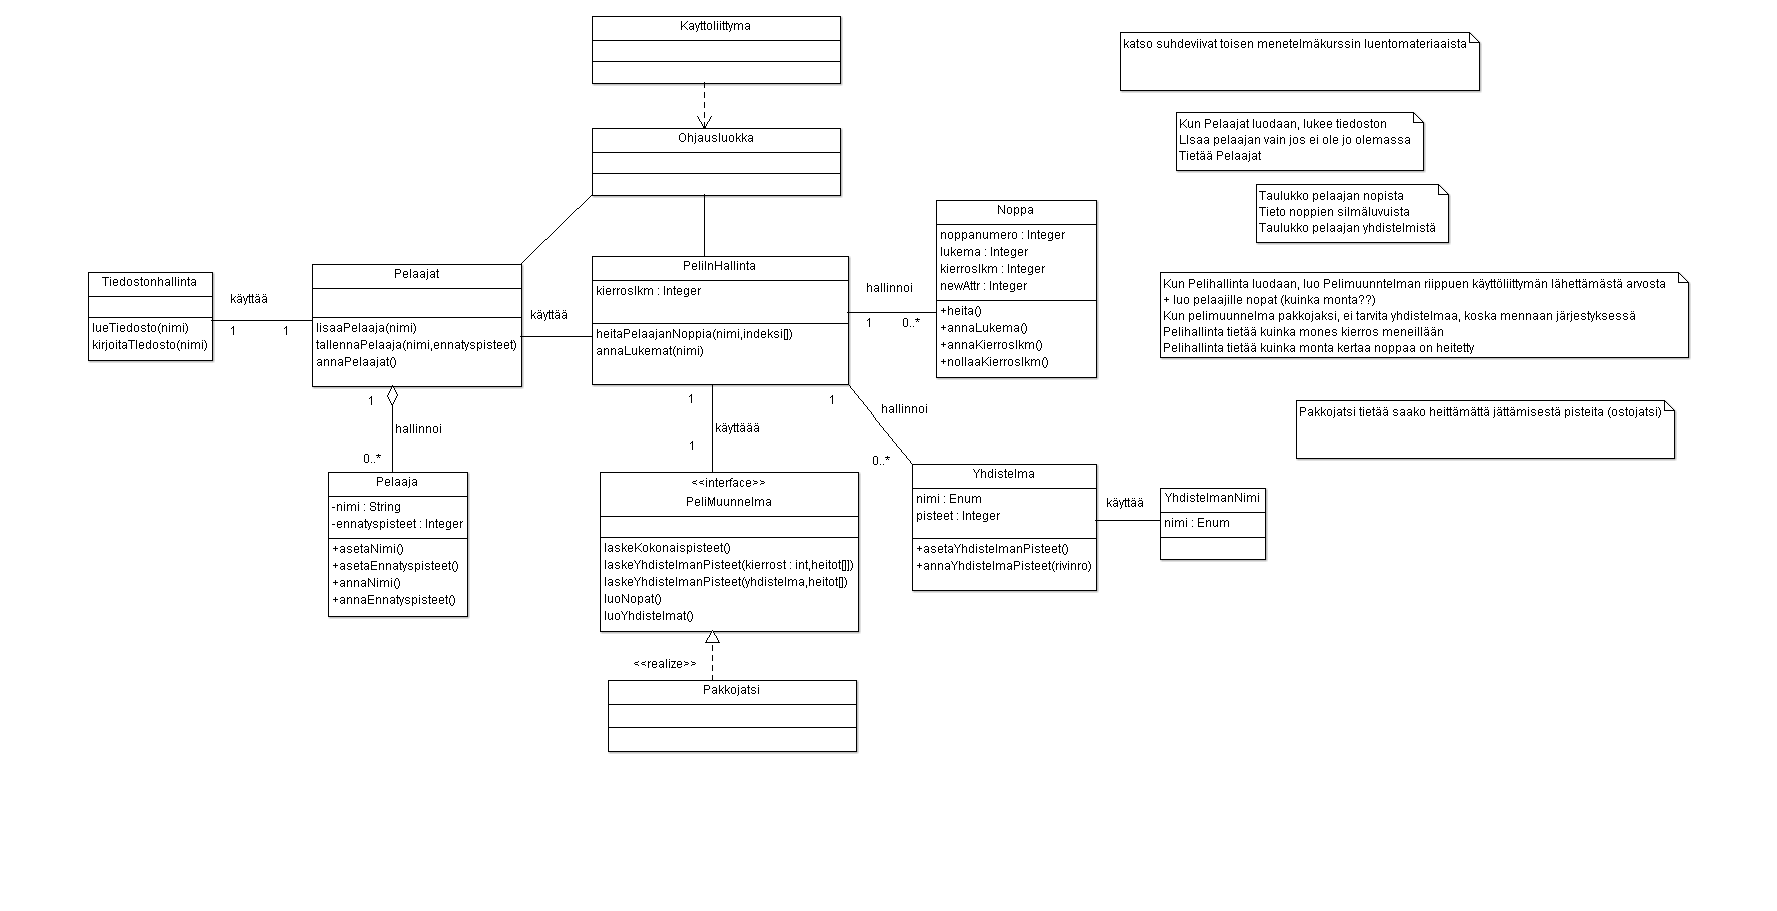 Kayttoliittyma
Ohjausluokka
Tiedostonhallinta
lueTiedosto(nimi)
kirjoitaTIedosto(nimi)
käyttää
1
1
Pelaajat
lisaaPelaaja(nimi)
tallennaPelaaja(nimi,ennatyspisteet)
annaPelaajat()
käyttää
PeliInHallinta
kierroslkm : Integer
heitaPelaajanNoppia(nimi,indeksi[])
annaLukemat(nimi)
hallinnoi
1
0..*
Noppa
noppanumero : Integer
lukema : Integer
kierroslkm : Integer
newAttr : Integer
+heita()
+annaLukema()
+annaKierroslkm()
+nollaaKierroslkm()
1
hallinnoi
0..*
Pelaaja
-nimi : String
-ennatyspisteet : Integer
+asetaNimi()
+asetaEnnatyspisteet()
+annaNimi()
+annaEnnatyspisteet()
1
käyttäää
1
<<interface>>
PeliMuunnelma
laskeKokonaispisteet()
laskeYhdistelmanPisteet(kierrost : int,heitot[]])
laskeYhdistelmanPisteet(yhdistelma,heitot[])
luoNopat()
luoYhdistelmat()
<<realize>>
Pakkojatsi
1
hallinnoi
0..*
Yhdistelma
nimi : Enum
pisteet : Integer
+asetaYhdistelmanPisteet()
+annaYhdistelmaPisteet(rivinro)
käyttää
YhdistelmanNimi
nimi : Enum
katso suhdeviivat toisen menetelmäkurssin luentomateriaaista
Kun Pelaajat luodaan, lukee tiedoston
LIsaa pelaajan vain jos ei ole jo olemassa
Tietää Pelaajat
Taulukko pelaajan nopista
Tieto noppien silmäluvuista
Taulukko pelaajan yhdistelmistä
Kun Pelihallinta luodaan, luo Pelimuunntelman riippuen käyttöliittymän lähettämästä arvosta
+ luo pelaajille nopat (kuinka monta??)
Kun pelimuunnelma pakkojaksi, ei tarvita yhdistelmaa, koska mennaan järjestyksessä
Pelihallinta tietää kuinka mones kierros meneillään
Pelihallinta tietää kuinka monta kertaa noppaa on heitetty
Pakkojatsi tietää saako heittämättä jättämisestä pisteita (ostojatsi)